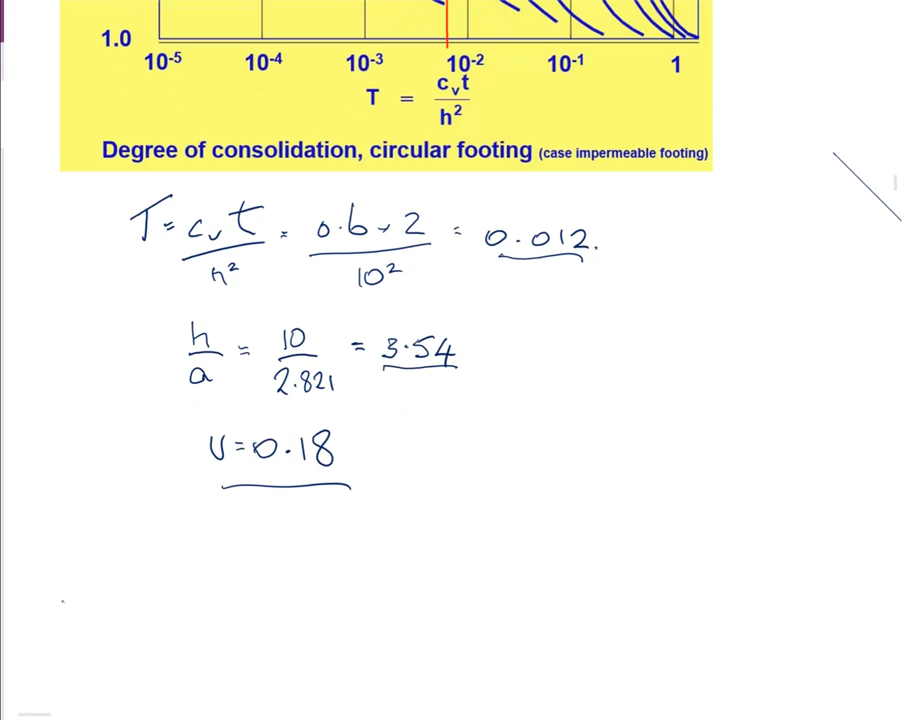 1.0
10-5 10-4 10-3 10-2 10-1 1
T = cvt / h2
Degree of consolidation, circular footing (case impermeable footing)
T = cvt / h2 = 0.6 × 2 / 102 = 0.012.
h / a = 10 / 2.821 = 3.54
U = 0.18